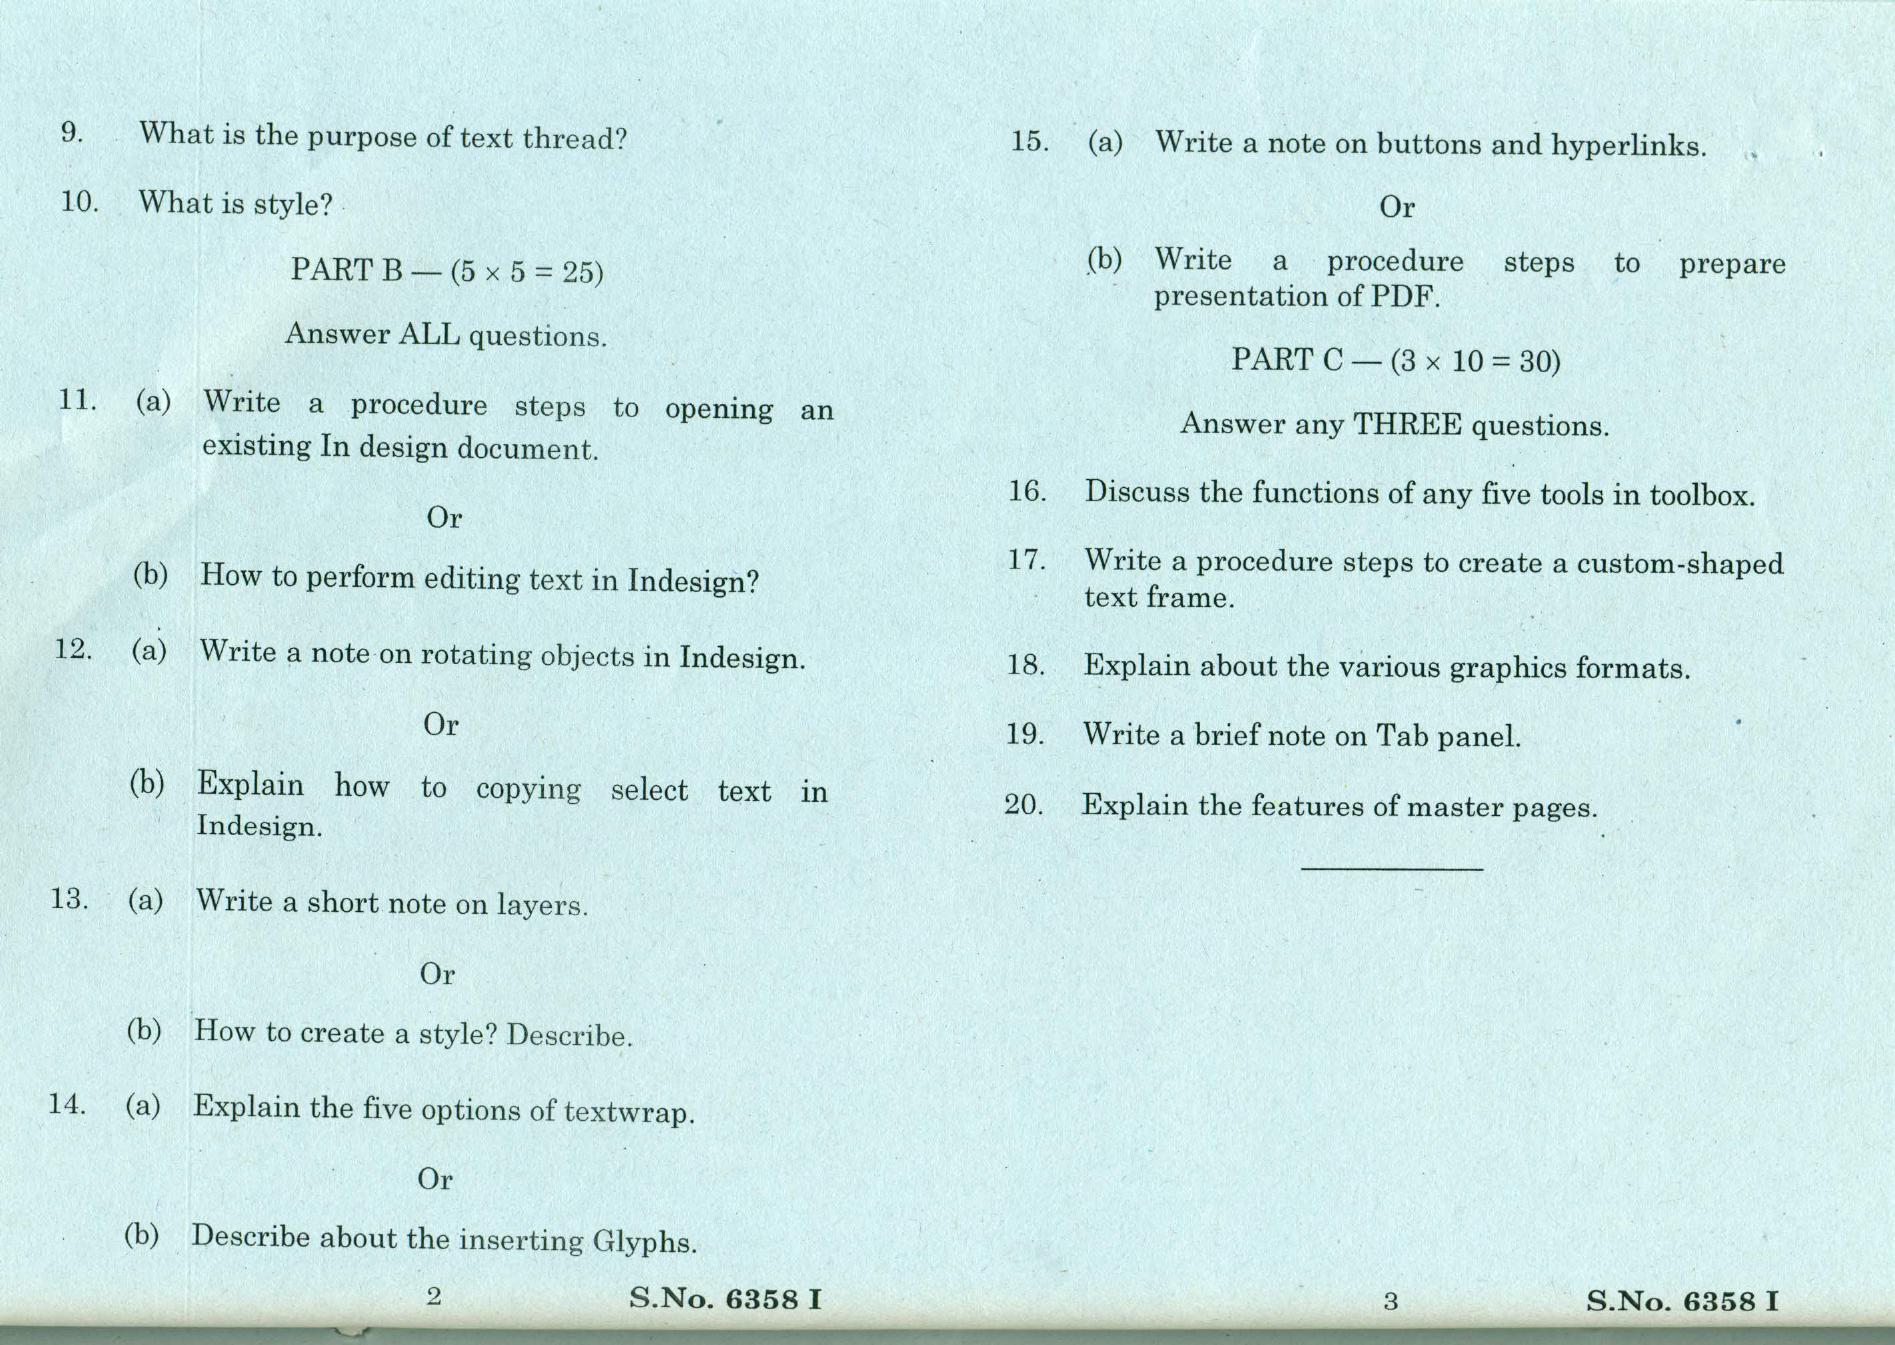 9. What is the purpose of text thread?
10. What is style?
PART B — (5 × 5 = 25)
Answer ALL questions.
11. (a) Write a procedure steps to opening an
existing In design document.
Or
(b) How to perform editing text in Indesign?
12. (a) Write a note on rotating objects in Indesign.
Or
(b) Explain how to copying select text in
Indesign.
13. (a) Write a short note on layers.
Or
(b) How to create a style? Describe.
14. (a) Explain the five options of textwrap.
Or
(b) Describe about the inserting Glyphs.
2 S.No. 6358 I
15. (a) Write a note on buttons and hyperlinks.
Or
(b) Write a procedure steps to prepare
presentation of PDF.
PART C — (3 × 10 = 30)
Answer any THREE questions.
16. Discuss the functions of any five tools in toolbox.
17. Write a procedure steps to create a custom-shaped
text frame.
18. Explain about the various graphics formats.
19. Write a brief note on Tab panel.
20. Explain the features of master pages.
3 S.No. 6358 I